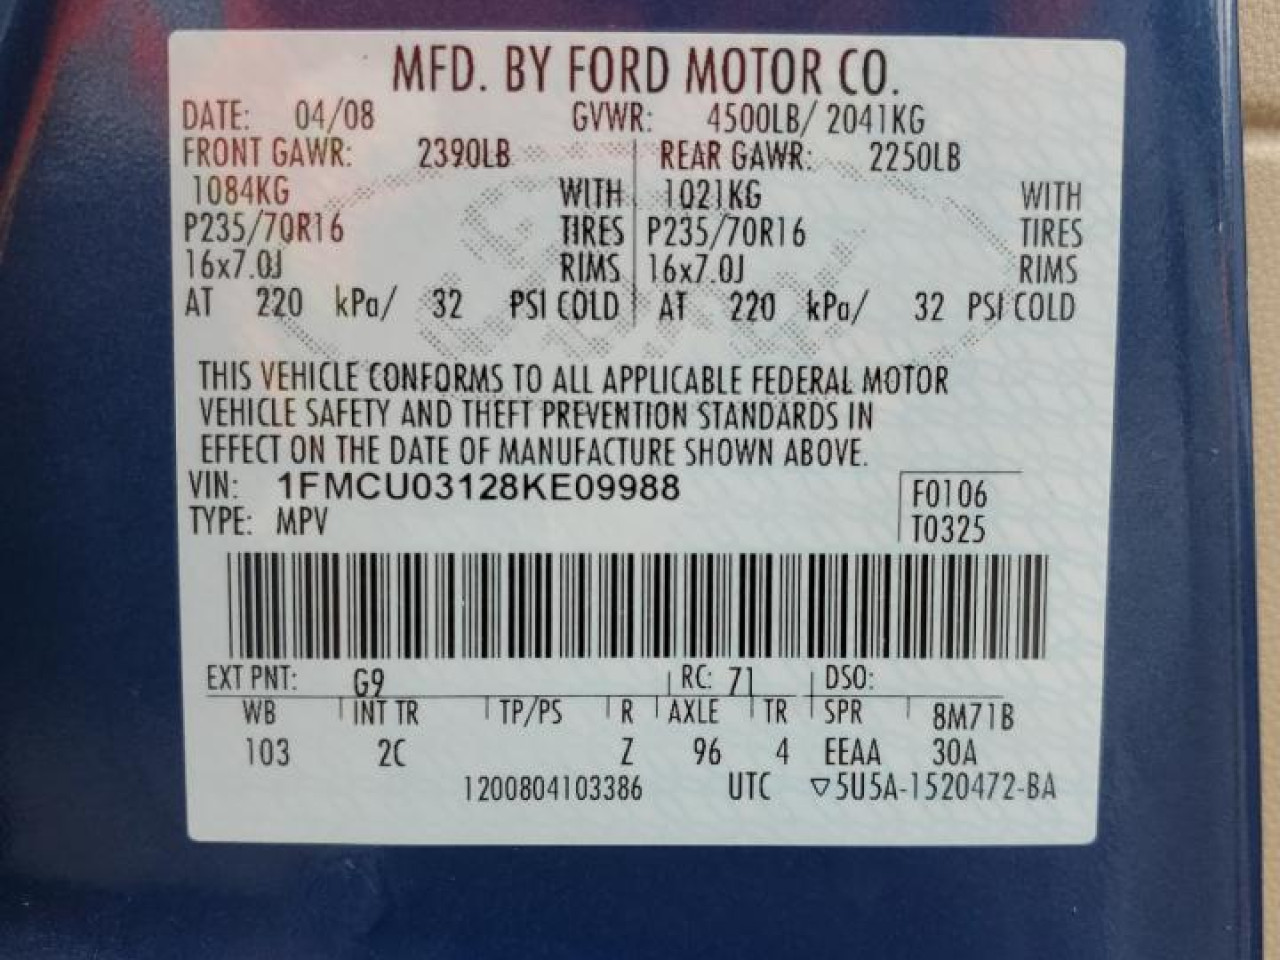 MFD. BY FORD MOTOR CO.
DATE: 04/08 GVWR: 4500LB/ 2041KG
FRONT GAWR: 2390LB REAR GAWR: 2250LB
1084KG WITH 1021KG WITH
P235/70R16 TIRES P235/70R16 TIRES
16x7.0J RIMS 16x7.0J RIMS
AT 220 kPa/ 32 PSI COLD AT 220 kPa/ 32 PSI COLD
THIS VEHICLE CONFORMS TO ALL APPLICABLE FEDERAL MOTOR
VEHICLE SAFETY AND THEFT PREVENTION STANDARDS IN
EFFECT ON THE DATE OF MANUFACTURE SHOWN ABOVE.
VIN: 1FMCU03128KE09988 F0106
TYPE: MPV T0325
EXT PNT: G9 RC: 71 DSO:
WB INT TR TP/PS R AXLE TR SPR 8M71B
103 2C Z 96 4 EEAA 30A
1200804103386 UTC ▽5U5A-1520472-BA